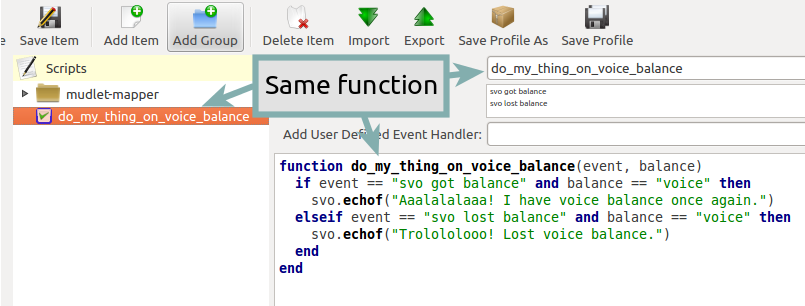 e Save Item Add Item Add Group Delete Item Import Export Save Profile As Save Profile
Scripts
mudlet-mapper
do_my_thing_on_voice_balance
Same function
do_my_thing_on_voice_balance
svo got balance
svo lost balance
Add User Defined Event Handler:
function do_my_thing_on_voice_balance(event, balance)
if event == "svo got balance" and balance == "voice" then
svo.echof("Aaalalalaaa! I have voice balance once again.")
elseif event == "svo lost balance" and balance == "voice" then
svo.echof("Trolololooo! Lost voice balance.")
end
end